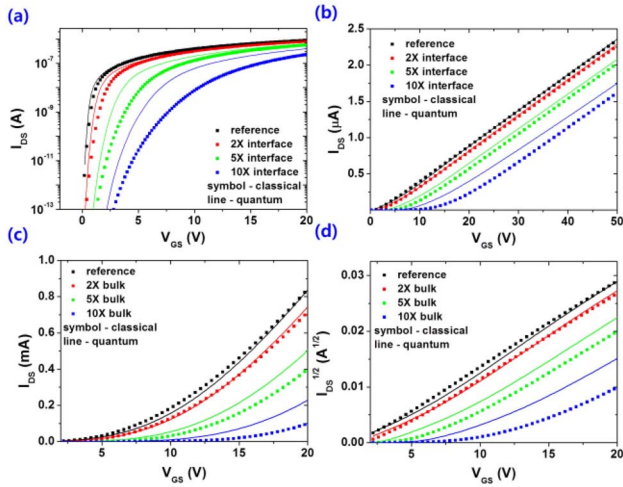 (a)
10⁻⁶
10⁻⁷
10⁻⁹
10⁻¹¹
10⁻¹³
I_DS (A)
reference
2X interface
5X interface
10X interface
symbol - classical
line - quantum
0 5 10 15 20
V_GS (V)
(b)
2.5
2.0
1.5
1.0
0.5
I_DS (μA)
reference
2X interface
5X interface
10X interface
symbol - classical
line - quantum
0 10 20 30 40 50
V_GS (V)
(c)
1.0
0.8
0.6
0.4
0.2
0.0
I_DS (mA)
reference
2X bulk
5X bulk
10X bulk
symbol - classical
line - quantum
5 10 15 20
V_GS (V)
(d)
0.03
0.02
0.01
0.00
I_DS^1/2 (A^1/2)
reference
2X bulk
5X bulk
10X bulk
symbol - classical
line - quantum
5 10 15 20
V_GS (V)